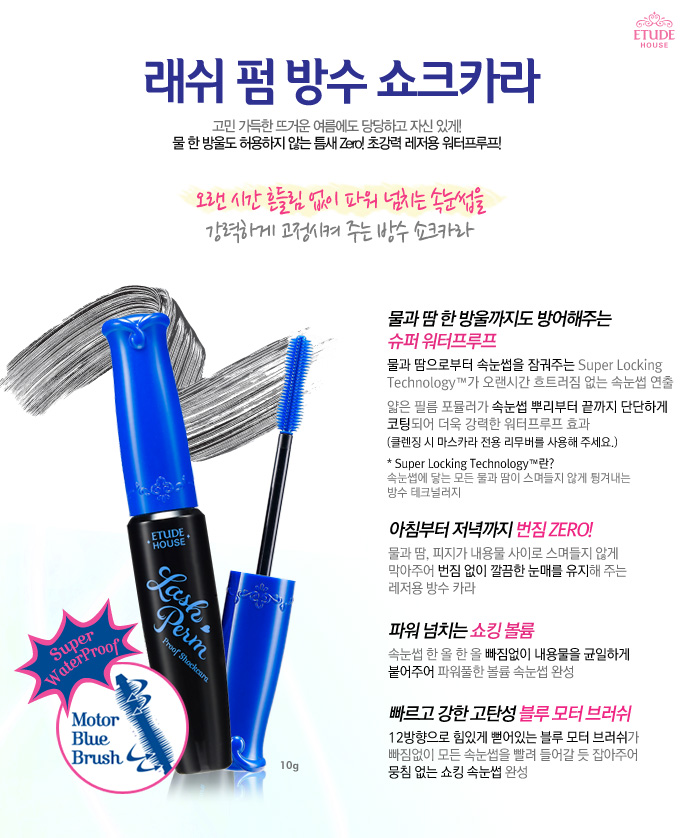 ETUDE
HOUSE
래쉬 펌 방수 쇼크카라
고민 가득한 뜨거운 여름에도 당당하고 자신 있게!
물 한 방울도 허용하지 않는 틈새 Zero! 초강력 레저용 워터프루프!
오랜 시간 흔들림 없이 파워 넘치는 속눈썹을
강력하게 고정시켜 주는 방수 쇼크카라
물과 땀 한 방울까지도 방어해주는
슈퍼 워터프루프
물과 땀으로부터 속눈썹을 잠궈주는 Super Locking
Technology™가 오랜시간 흐트러짐 없는 속눈썹 연출
얇은 필름 포뮬러가 속눈썹 뿌리부터 끝까지 단단하게
코팅되어 더욱 강력한 워터프루프 효과
(클렌징 시 마스카라 전용 리무버를 사용해 주세요.)
* Super Locking Technology™란?
속눈썹에 닿는 모든 물과 땀이 스며들지 않게 튕겨내는
방수 테크널러지
아침부터 저녁까지 번짐 ZERO!
물과 땀, 피지가 내용물 사이로 스며들지 않게
막아주어 번짐 없이 깔끔한 눈매를 유지해 주는
레저용 방수 카라
파워 넘치는 쇼킹 볼륨
속눈썹 한 올 한 올 빠짐없이 내용물을 균일하게
붙어주어 파워풀한 볼륨 속눈썹 완성
빠르고 강한 고탄성 블루 모터 브러쉬
12방향으로 힘있게 뻗어있는 블루 모터 브러쉬가
빠짐없이 모든 속눈썹을 빨려 들어갈 듯 잡아주어
뭉침 없는 쇼킹 속눈썹 완성
ETUDE
HOUSE
Lash
Perm
Proof Shockcara
Super
WaterProof
Motor
Blue
Brush
10g